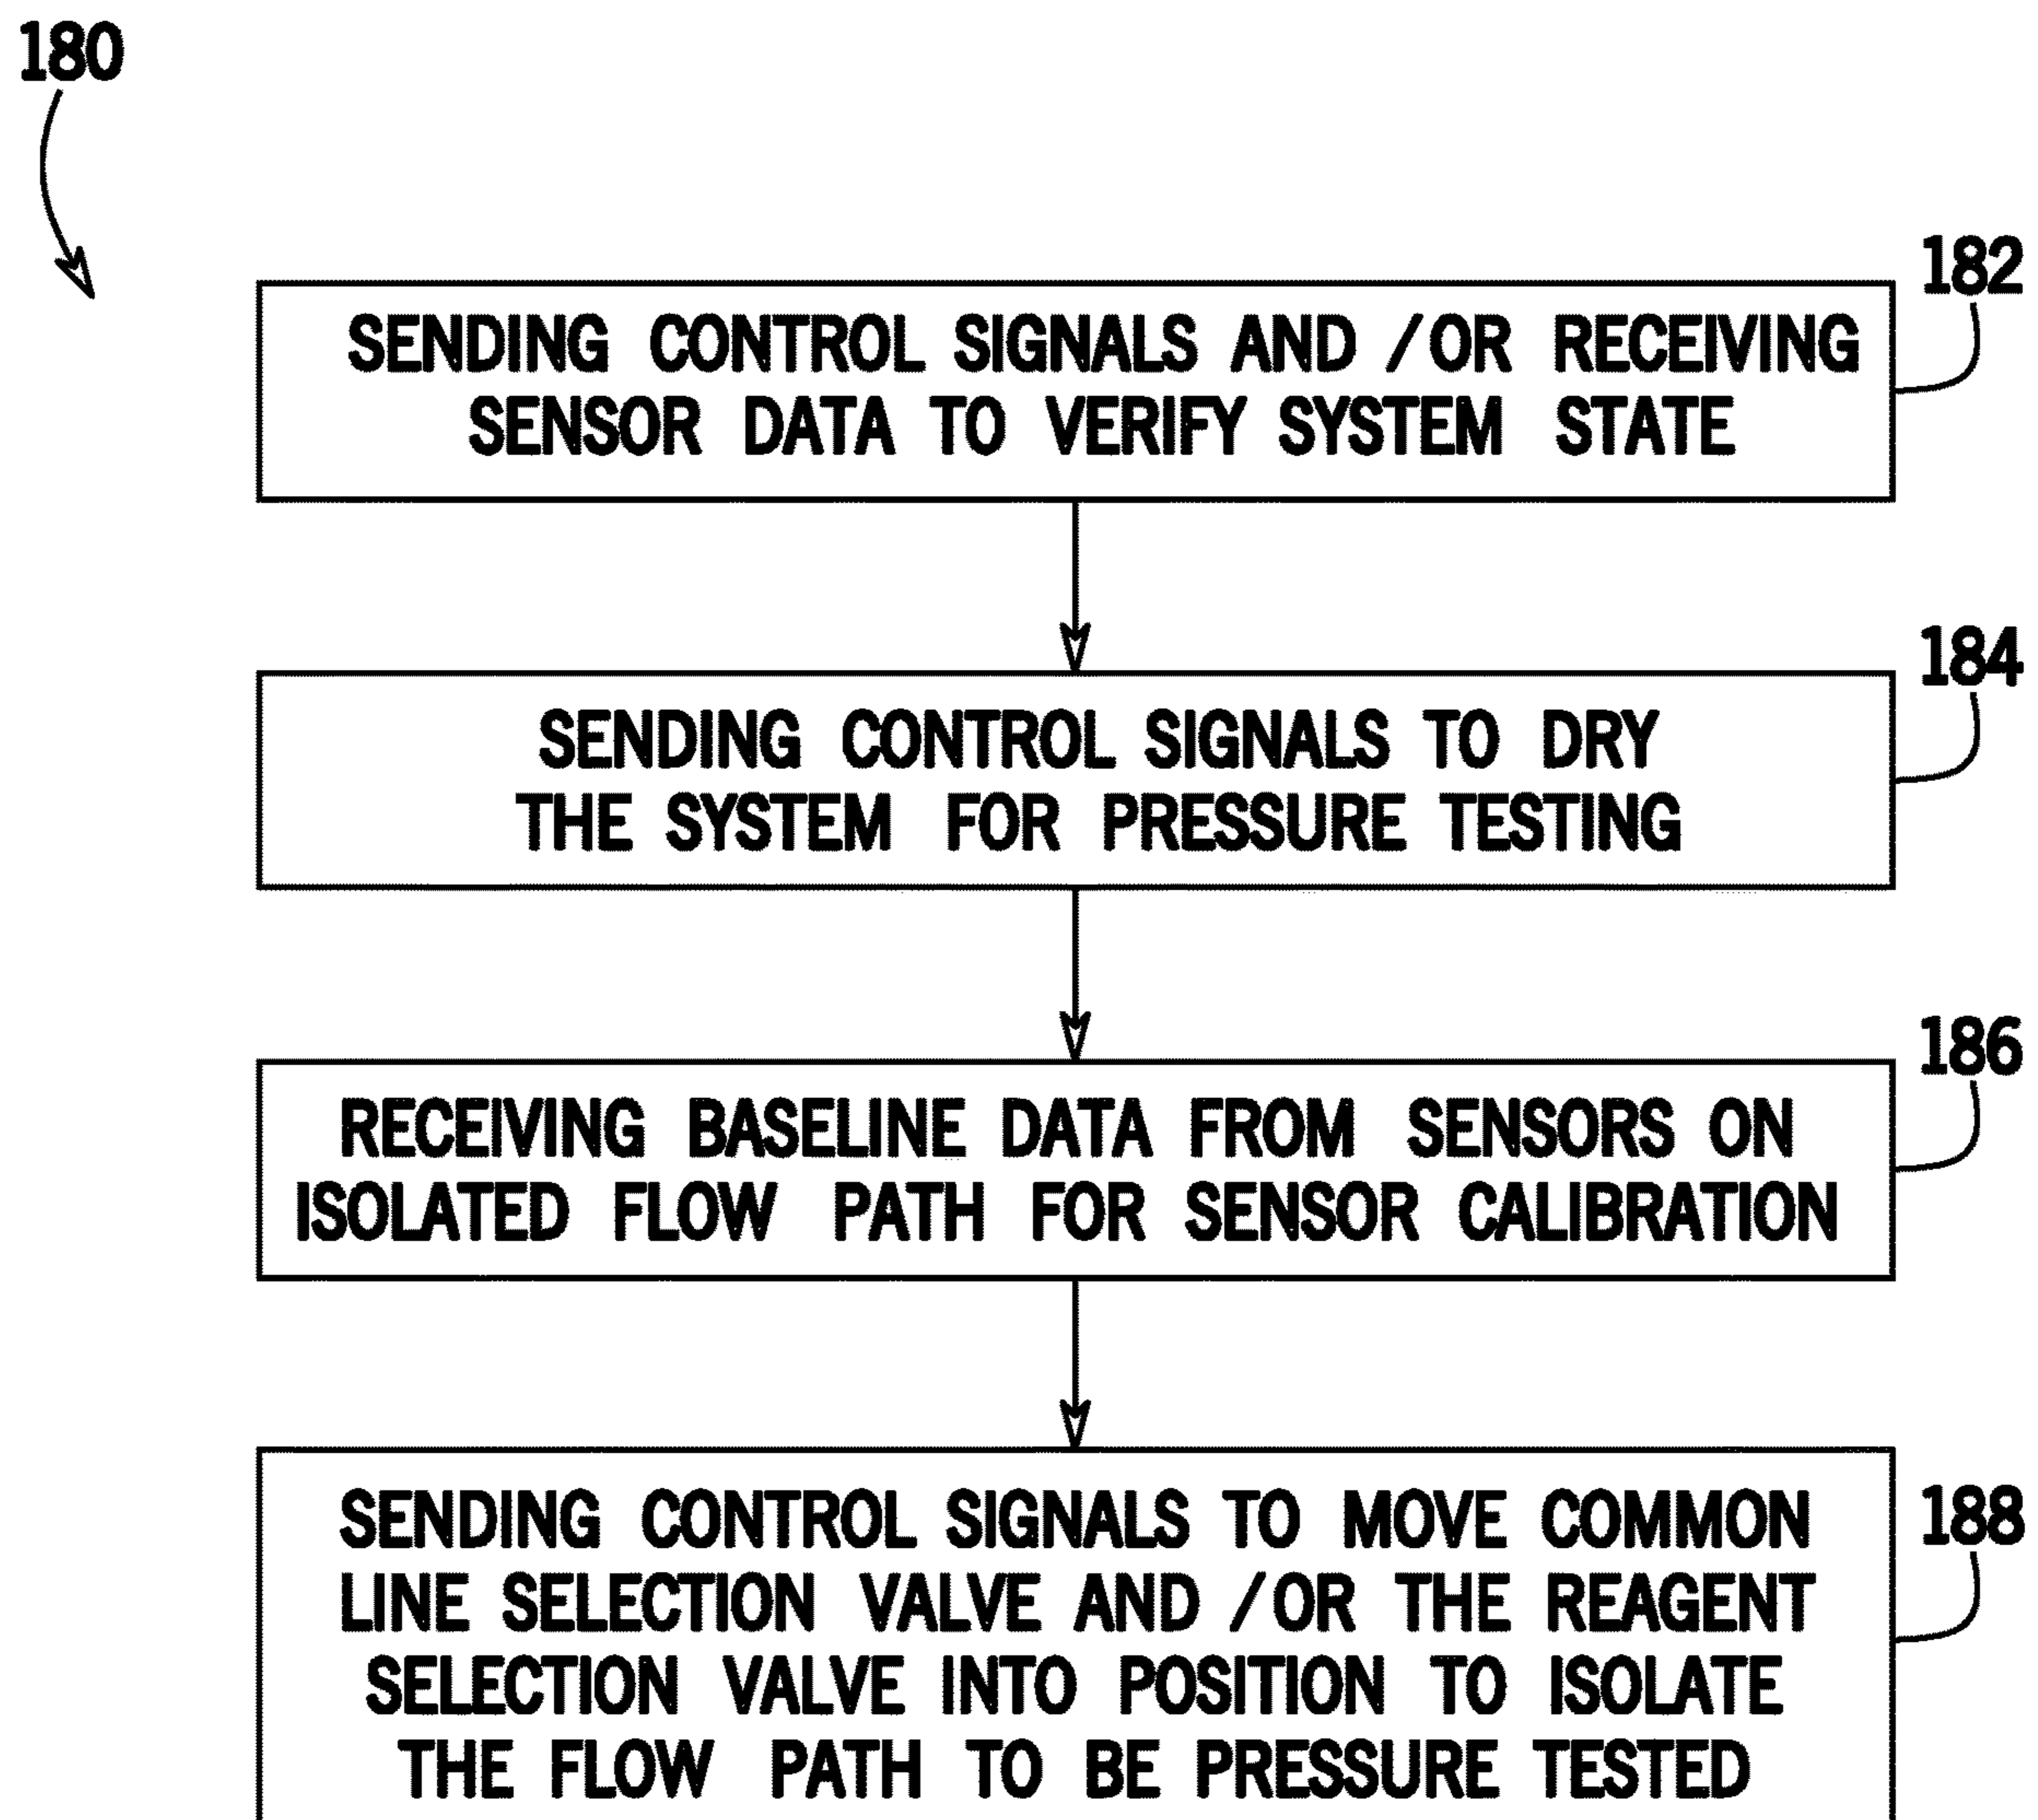 180
182
SENDING CONTROL SIGNALS AND /OR RECEIVING
SENSOR DATA TO VERIFY SYSTEM STATE
184
SENDING CONTROL SIGNALS TO DRY
THE SYSTEM FOR PRESSURE TESTING
186
RECEIVING BASELINE DATA FROM SENSORS ON
ISOLATED FLOW PATH FOR SENSOR CALIBRATION
188
SENDING CONTROL SIGNALS TO MOVE COMMON
LINE SELECTION VALVE AND /OR THE REAGENT
SELECTION VALVE INTO POSITION TO ISOLATE
THE FLOW PATH TO BE PRESSURE TESTED